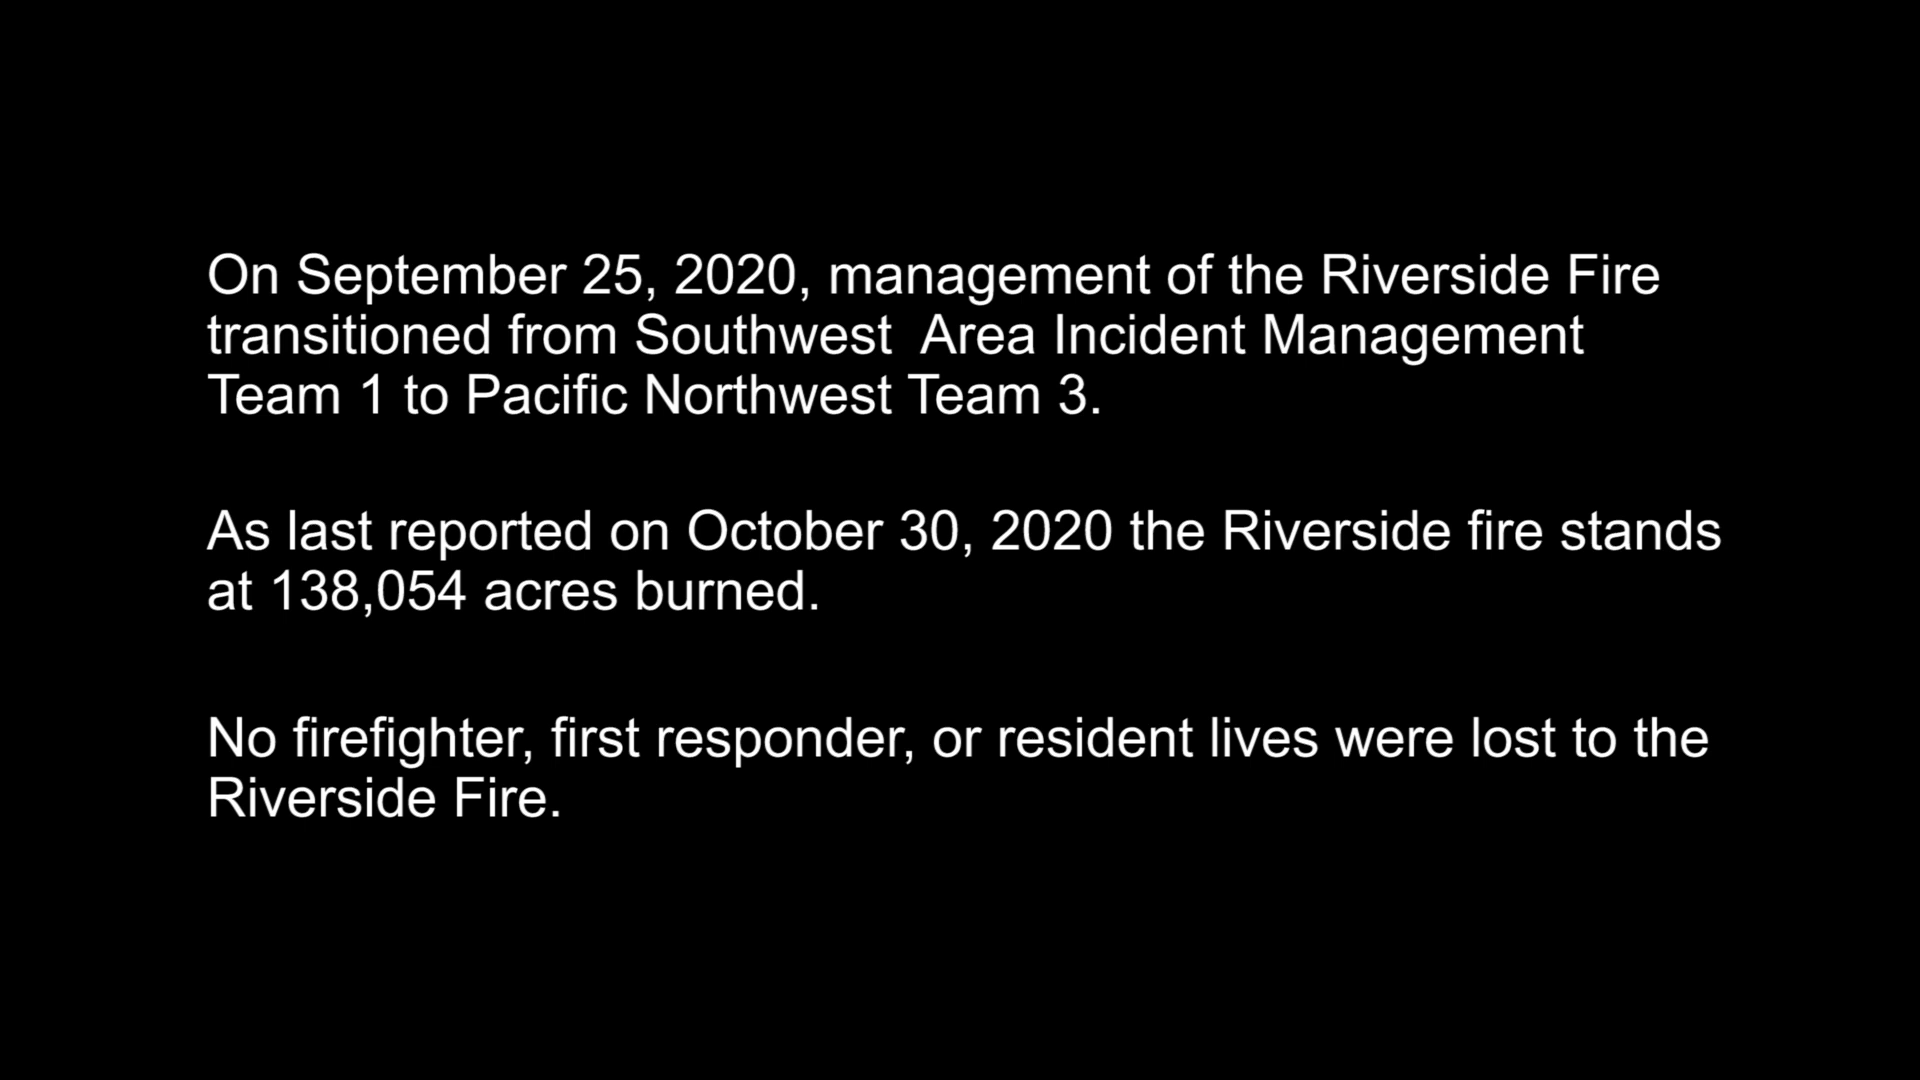 On September 25, 2020, management of the Riverside Fire
transitioned from Southwest  Area Incident Management
Team 1 to Pacific Northwest Team 3.
As last reported on October 30, 2020 the Riverside fire stands
at 138,054 acres burned.
No firefighter, first responder, or resident lives were lost to the
Riverside Fire.